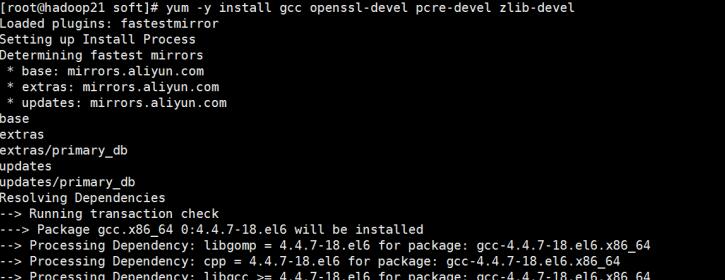 [root@hadoop21 soft]# yum -y install gcc openssl-devel pcre-devel zlib-devel
Loaded plugins: fastestmirror
Setting up Install Process
Determining fastest mirrors
 * base: mirrors.aliyun.com
 * extras: mirrors.aliyun.com
 * updates: mirrors.aliyun.com
base
extras
extras/primary_db
updates
updates/primary_db
Resolving Dependencies
--> Running transaction check
---> Package gcc.x86_64 0:4.4.7-18.el6 will be installed
--> Processing Dependency: libgomp = 4.4.7-18.el6 for package: gcc-4.4.7-18.el6.x86_64
--> Processing Dependency: cpp = 4.4.7-18.el6 for package: gcc-4.4.7-18.el6.x86_64
--> Processing Dependency: libgcc >= 4.4.7-18.el6 for package: gcc-4.4.7-18.el6.x86_64